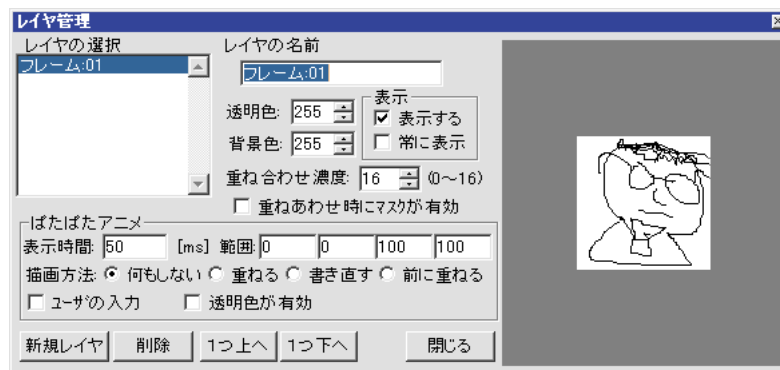 レイヤ管理
レイヤの選択
フレーム:01
レイヤの名前
フレーム:01
透明色: 255
背景色: 255
表示
表示する
常に表示
重ね合わせ濃度: 16 (0～16)
重ねあわせ時にマスクが有効
ぱたぱたアニメ
表示時間: 50 [ms] 範囲: 0 0 100 100
描画方法: 何もしない 重ねる 書き直す 前に重ねる
ユーザの入力 透明色が有効
新規レイヤ 削除 1つ上へ 1つ下へ 閉じる